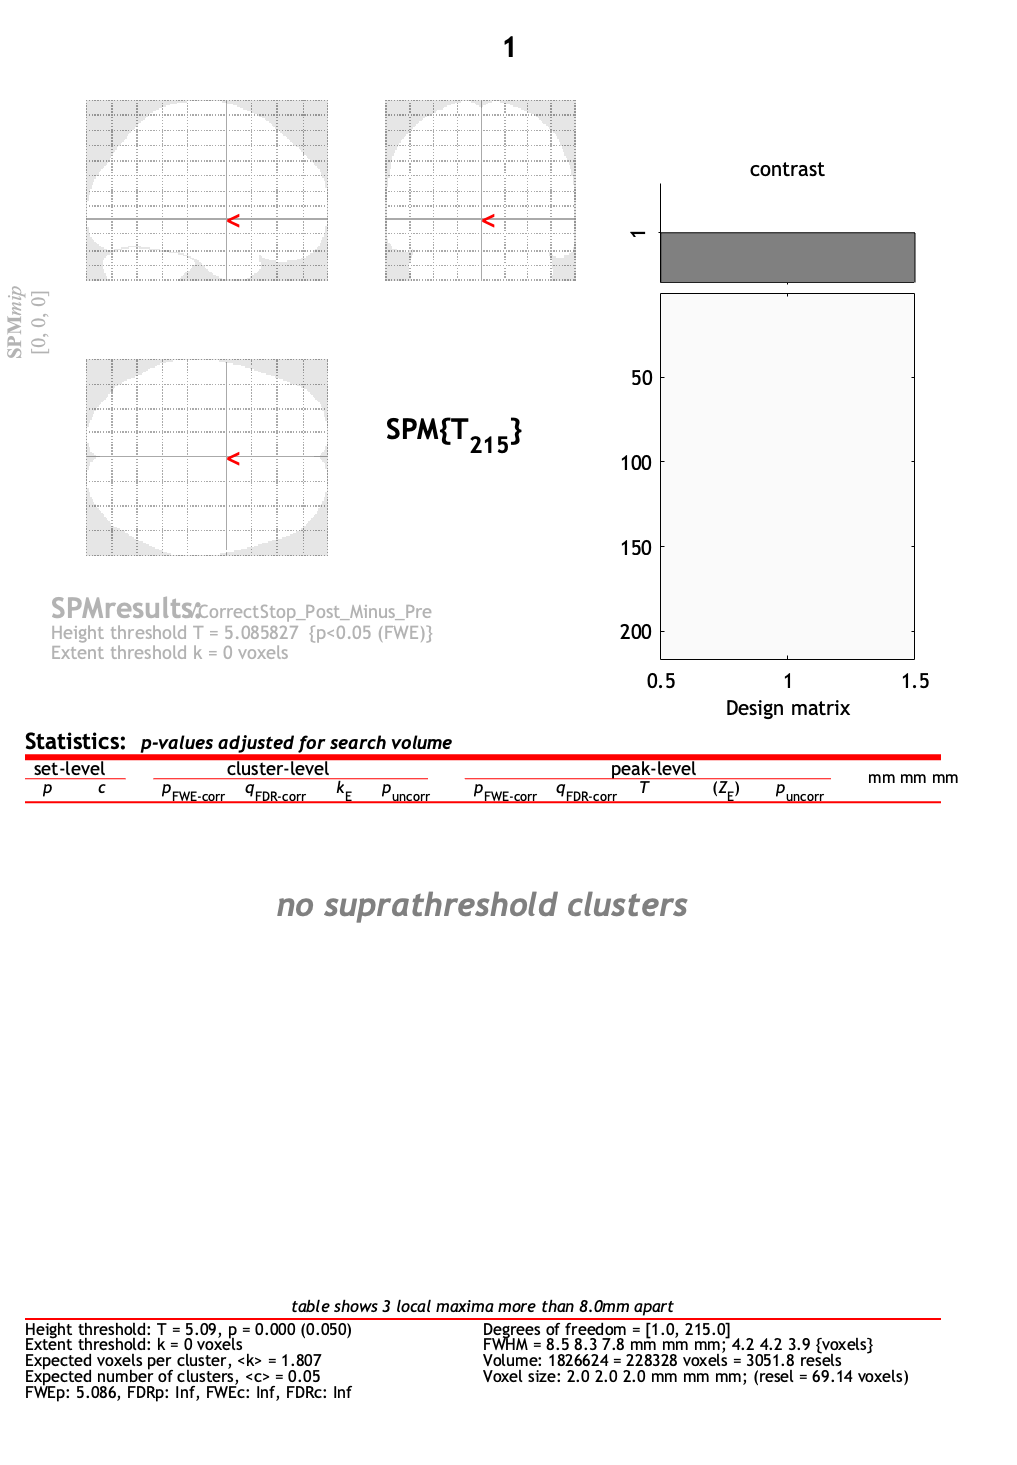 1
contrast
1
<
<
SPMmip
[0, 0, 0]
<
SPM{T215}
50
100
150
200
0.5 1 1.5
Design matrix
SPMresults: ./CorrectStop_Post_Minus_Pre
Height threshold T = 5.085827 {p<0.05 (FWE)}
Extent threshold k = 0 voxels
Statistics: p-values adjusted for search volume
set-level cluster-level peak-level mm mm mm
p c pFWE-corr qFDR-corr kE puncorr pFWE-corr qFDR-corr T (ZE) puncorr
no suprathreshold clusters
table shows 3 local maxima more than 8.0mm apart
Height threshold: T = 5.09, p = 0.000 (0.050)
Extent threshold: k = 0 voxels
Expected voxels per cluster, <k> = 1.807
Expected number of clusters, <c> = 0.05
FWEp: 5.086, FDRp: Inf, FWEc: Inf, FDRc: Inf
Degrees of freedom = [1.0, 215.0]
FWHM = 8.5 8.3 7.8 mm mm mm; 4.2 4.2 3.9 {voxels}
Volume: 1826624 = 228328 voxels = 3051.8 resels
Voxel size: 2.0 2.0 2.0 mm mm mm; (resel = 69.14 voxels)